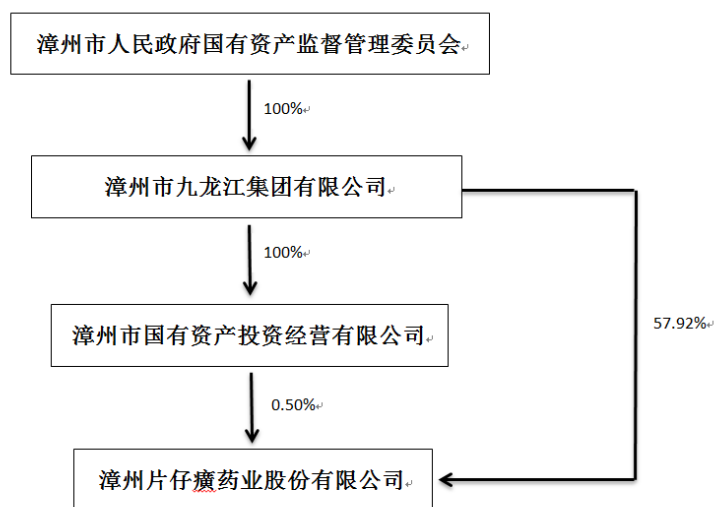 漳州市人民政府国有资产监督管理委员会
100%
漳州市九龙江集团有限公司
100%
漳州市国有资产投资经营有限公司
57.92%
0.50%
漳州片仔癀药业股份有限公司